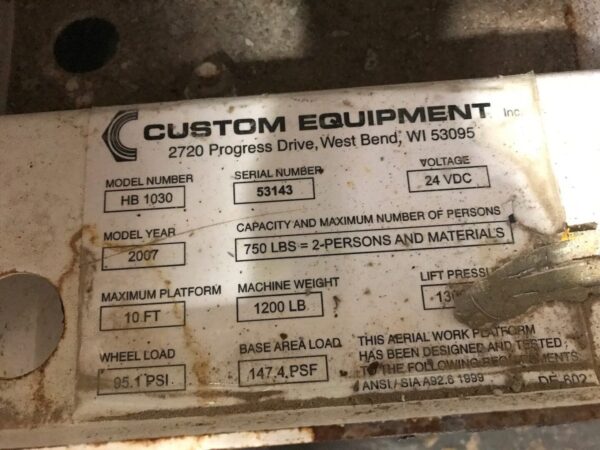 CUSTOM EQUIPMENT Inc.
2720 Progress Drive, West Bend, WI 53095
MODEL NUMBER
HB 1030
SERIAL NUMBER
53143
VOLTAGE
24 VDC
MODEL YEAR
2007
CAPACITY AND MAXIMUM NUMBER OF PERSONS
750 LBS = 2-PERSONS AND MATERIALS
MAXIMUM PLATFORM
10 FT
MACHINE WEIGHT
1200 LB
LIFT
WHEEL LOAD
95.1 PSI
BASE AREA LOAD
147.4 PSF
THIS AERIAL WORK PLATFORM
HAS BEEN DESIGNED AND TESTED
TO THE FOLLOWING REQUIREMENTS
ANSI / SIA A92.6 1999
DE-602